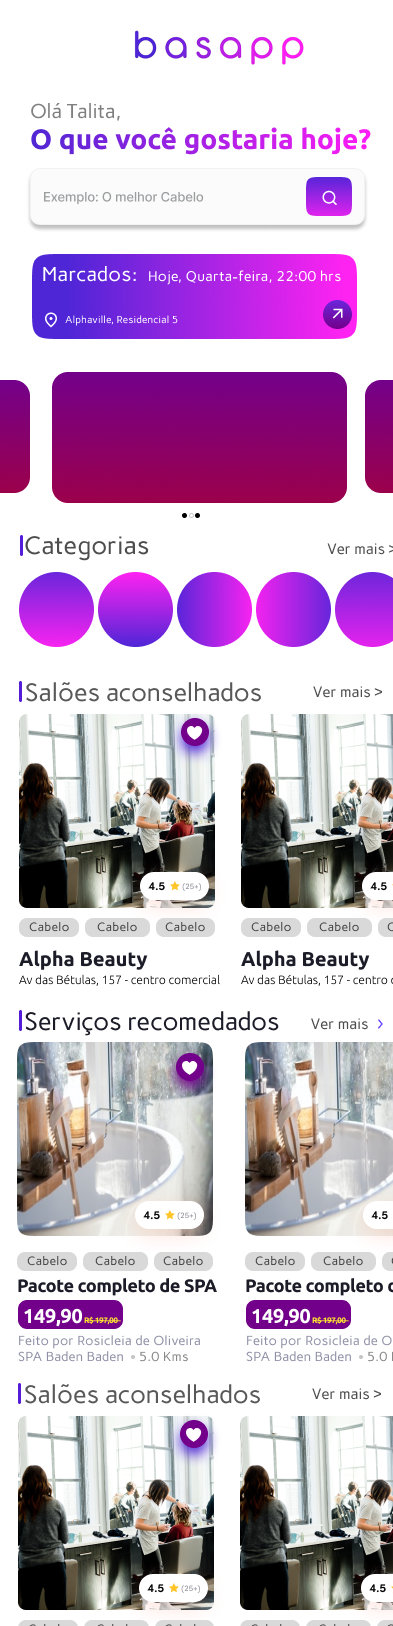 basapp
Olá Talita,
O que você gostaria hoje?
Exemplo: O melhor Cabelo
Marcados: Hoje, Quarta-feira, 22:00 hrs
Alphaville, Residencial 5
Categorias
Ver mais >
Salões aconselhados
Ver mais >
4.5 (25+)
4.5
Cabelo Cabelo Cabelo
Cabelo Cabelo C
Alpha Beauty
Alpha Beauty
Av das Bétulas, 157 - centro comercial
Av das Bétulas, 157 - centro c
Serviços recomedados
Ver mais >
4.5 (25+)
4.5
Cabelo Cabelo Cabelo
Cabelo Cabelo
Pacote completo de SPA
Pacote completo d
149,90 R$ 197,00
149,90 R$ 197,00
Feito por Rosicleia de Oliveira
Feito por Rosicleia de O
SPA Baden Baden • 5.0 Kms
SPA Baden Baden • 5.0
Salões aconselhados
Ver mais >
4.5 (25+)
4.5
Cabelo Cabelo Cabelo
Cabelo Cabelo